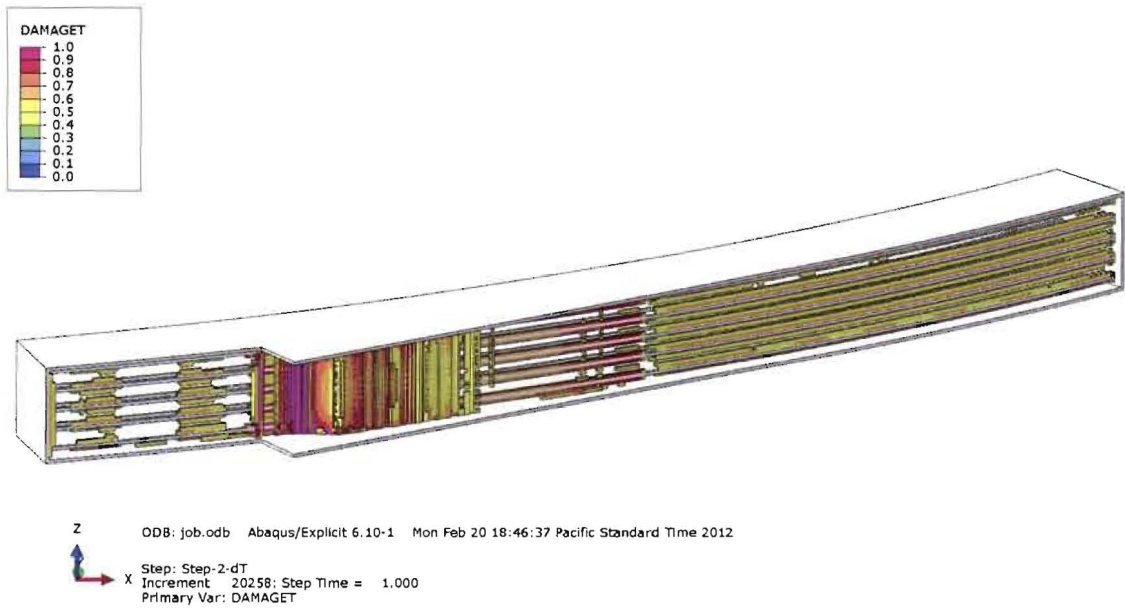 DAMAGET
1.0
0.9
0.8
0.7
0.6
0.5
0.4
0.3
0.2
0.1
0.0
Z
X
ODB: job.odb Abaqus/Explicit 6.10-1 Mon Feb 20 18:46:37 Pacific Standard Time 2012
Step: Step-2-dT
Increment 20258: Step Time = 1.000
Primary Var: DAMAGET